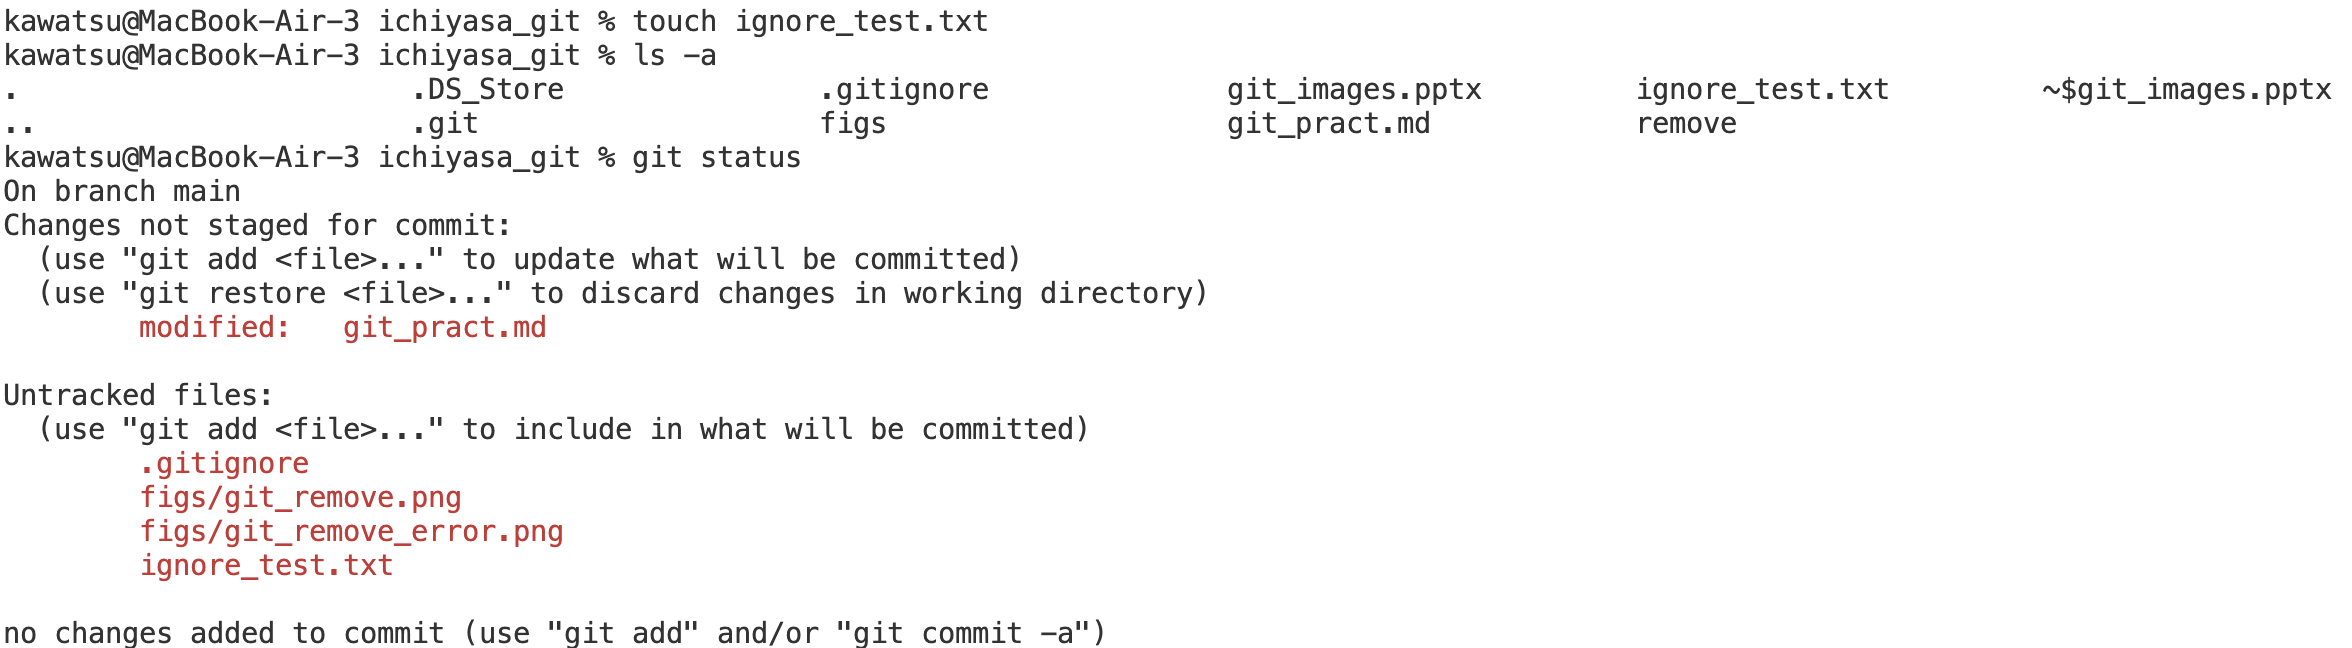 kawatsu@MacBook-Air-3 ichiyasa_git % touch ignore_test.txt
kawatsu@MacBook-Air-3 ichiyasa_git % ls -a
.                       .DS_Store               .gitignore              git_images.pptx         ignore_test.txt         ~$git_images.pptx
..                      .git                    figs                    git_pract.md            remove
kawatsu@MacBook-Air-3 ichiyasa_git % git status
On branch main
Changes not staged for commit:
  (use "git add <file>..." to update what will be committed)
  (use "git restore <file>..." to discard changes in working directory)
        modified:   git_pract.md

Untracked files:
  (use "git add <file>..." to include in what will be committed)
        .gitignore
        figs/git_remove.png
        figs/git_remove_error.png
        ignore_test.txt

no changes added to commit (use "git add" and/or "git commit -a")